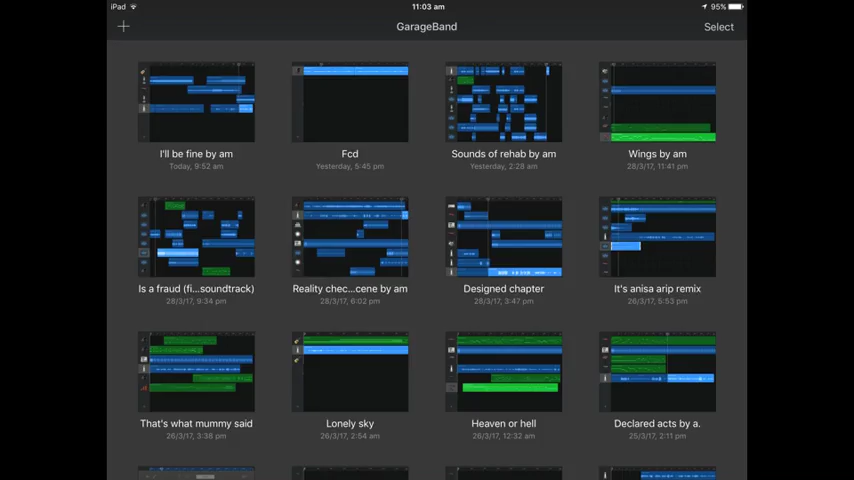 iPad 11:03 am 95%
GarageBand Select
I'll be fine by am Fcd Sounds of rehab by am Wings by am
Today, 9:52 am Yesterday, 5:45 pm Yesterday, 2:28 am 28/3/17, 11:41 pm
Is a fraud (fi...soundtrack) Reality chec...cene by am Designed chapter It's anisa arip remix
28/3/17, 9:34 pm 28/3/17, 6:02 pm 28/3/17, 3:47 pm 26/3/17, 5:53 pm
That's what mummy said Lonely sky Heaven or hell Declared acts by a.
26/3/17, 3:38 pm 26/3/17, 2:54 am 26/3/17, 12:32 am 25/3/17, 2:11 pm